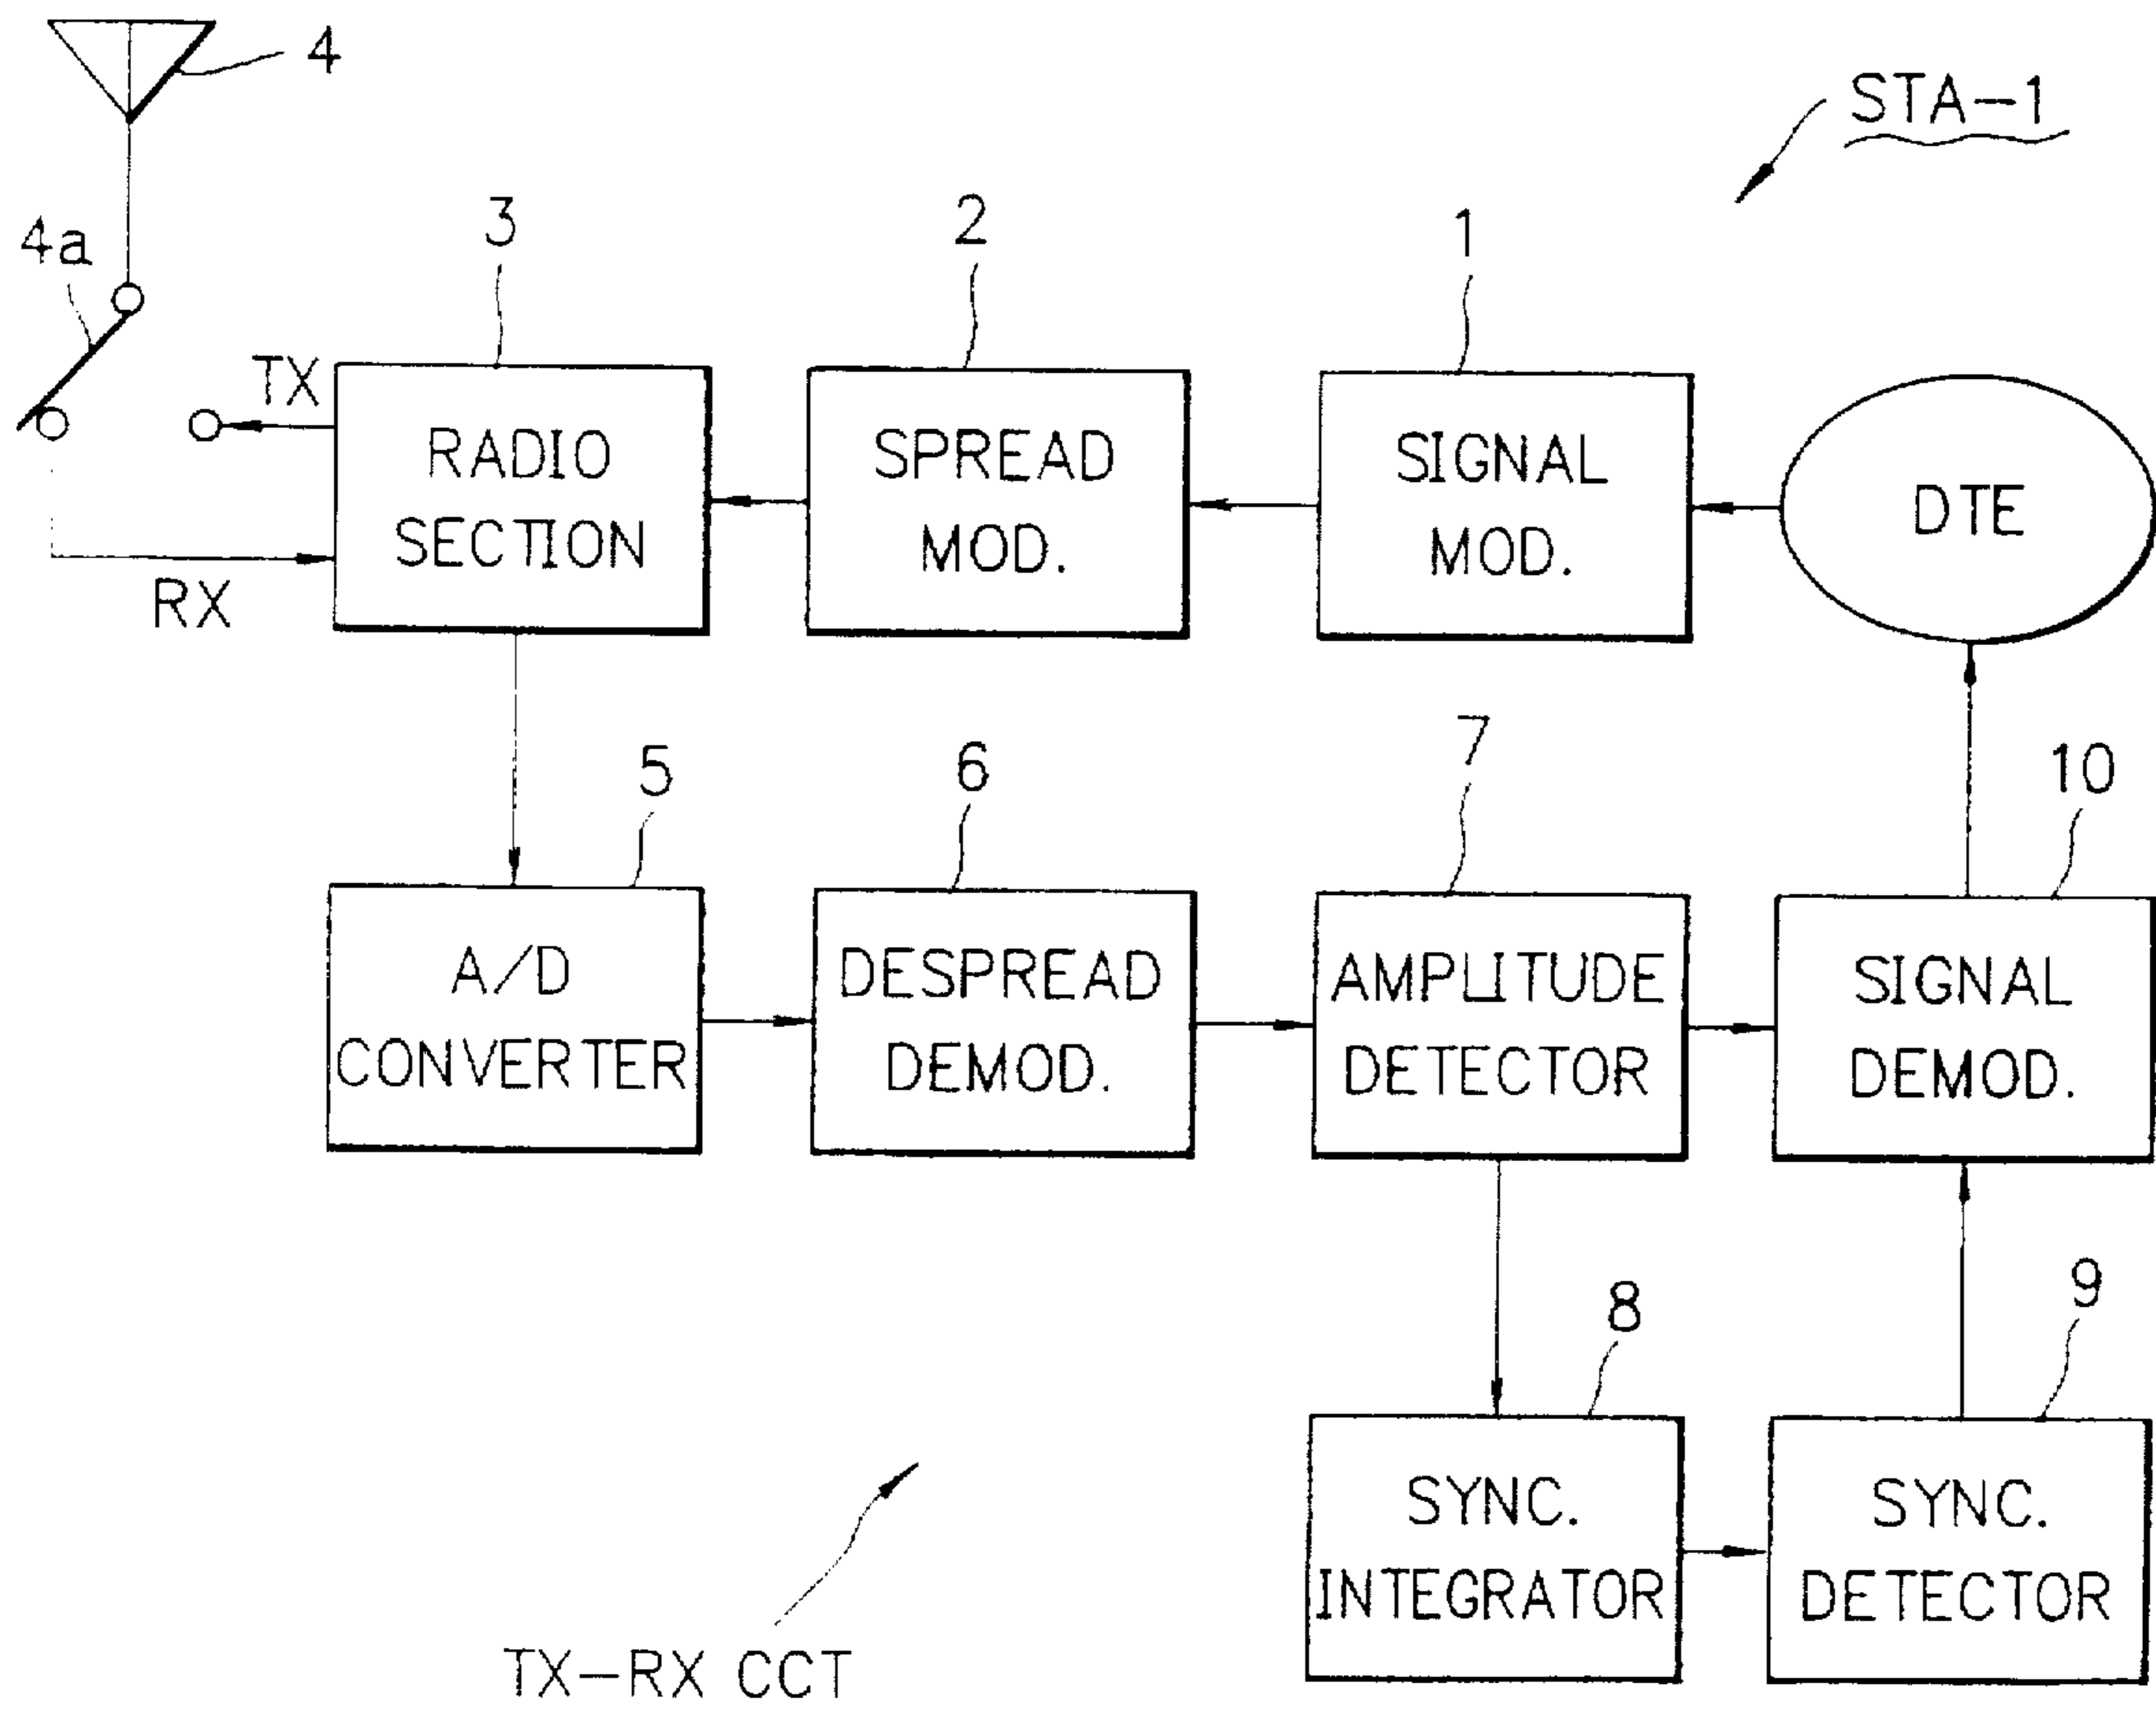 4
STA-1
4a
3
2
1
TX
RADIO
SECTION
SPREAD
MOD.
SIGNAL
MOD.
DTE
RX
5
6
7
10
A/D
CONVERTER
DESPREAD
DEMOD.
AMPLITUDE
DETECTOR
SIGNAL
DEMOD.
8
9
SYNC.
INTEGRATOR
SYNC.
DETECTOR
TX-RX CCT